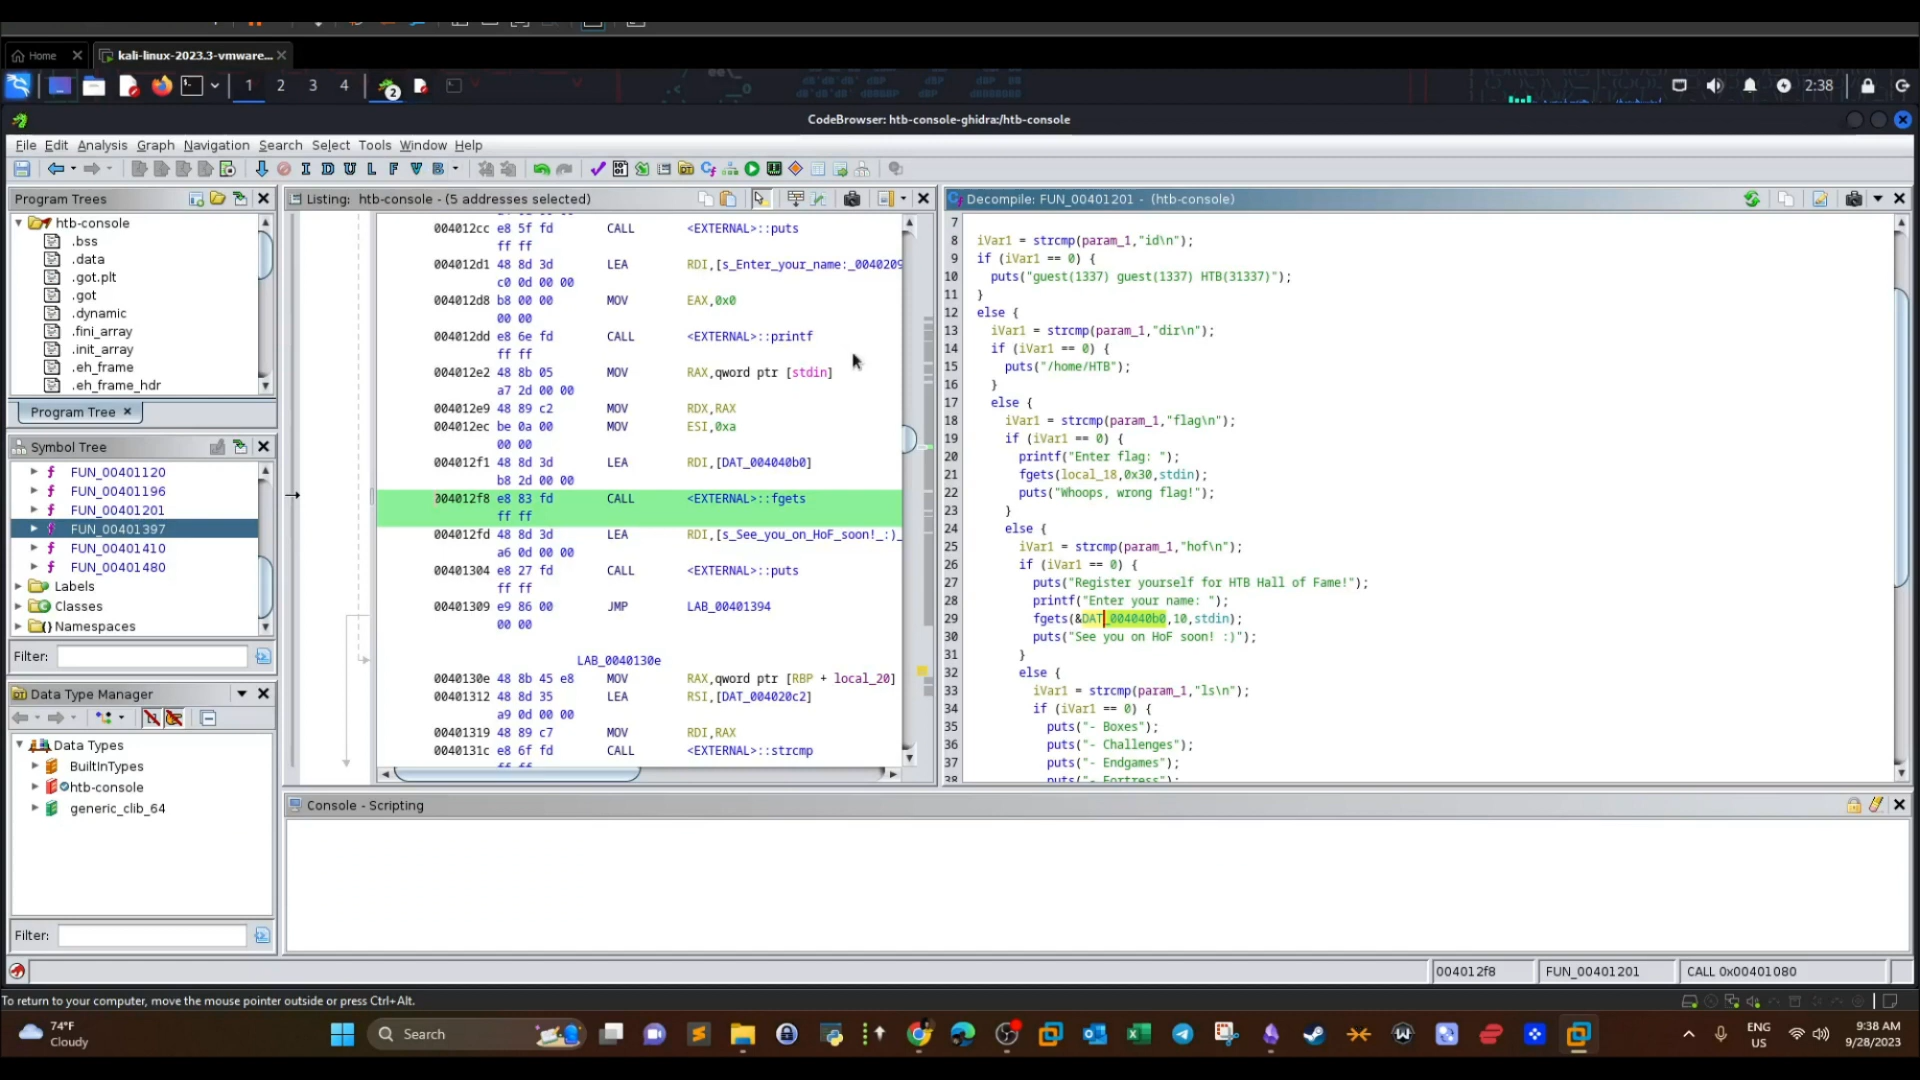 Home
kali-linux-2023.3-vmware...
1 2 3 4
2
2:38
CodeBrowser: htb-console-ghidra:/htb-console
File Edit Analysis Graph Navigation Search Select Tools Window Help
I D U L F V B
Program Trees
htb-console
.bss
.data
.got.plt
.got
.dynamic
.fini_array
.init_array
.eh_frame
.eh_frame_hdr
Program Tree
Symbol Tree
f FUN_00401120
f FUN_00401196
f FUN_00401201
f FUN_00401397
f FUN_00401410
f FUN_00401480
Labels
Classes
{} Namespaces
Filter:
Data Type Manager
Data Types
BuiltInTypes
htb-console
generic_clib_64
Filter:
Listing: htb-console - (5 addresses selected)
004012cc e8 5f fd CALL <EXTERNAL>::puts
ff ff
004012d1 48 8d 3d LEA RDI,[s_Enter_your_name:_0040209
c0 0d 00 00
004012d8 b8 00 00 MOV EAX,0x0
00 00
004012dd e8 6e fd CALL <EXTERNAL>::printf
ff ff
004012e2 48 8b 05 MOV RAX,qword ptr [stdin]
a7 2d 00 00
004012e9 48 89 c2 MOV RDX,RAX
004012ec be 0a 00 MOV ESI,0xa
00 00
004012f1 48 8d 3d LEA RDI,[DAT_004040b0]
b8 2d 00 00
004012f8 e8 83 fd CALL <EXTERNAL>::fgets
ff ff
004012fd 48 8d 3d LEA RDI,[s_See_you_on_HoF_soon!_:)_
a6 0d 00 00
00401304 e8 27 fd CALL <EXTERNAL>::puts
ff ff
00401309 e9 86 00 JMP LAB_00401394
00 00
LAB_0040130e
0040130e 48 8b 45 e8 MOV RAX,qword ptr [RBP + local_20]
00401312 48 8d 35 LEA RSI,[DAT_004020c2]
a9 0d 00 00
00401319 48 89 c7 MOV RDI,RAX
0040131c e8 6f fd CALL <EXTERNAL>::strcmp
ff ff
Decompile: FUN_00401201 - (htb-console)
7
8 iVar1 = strcmp(param_1,"id\n");
9 if (iVar1 == 0) {
10 puts("guest(1337) guest(1337) HTB(31337)");
11 }
12 else {
13 iVar1 = strcmp(param_1,"dir\n");
14 if (iVar1 == 0) {
15 puts("/home/HTB");
16 }
17 else {
18 iVar1 = strcmp(param_1,"flag\n");
19 if (iVar1 == 0) {
20 printf("Enter flag: ");
21 fgets(local_18,0x30,stdin);
22 puts("Whoops, wrong flag!");
23 }
24 else {
25 iVar1 = strcmp(param_1,"hof\n");
26 if (iVar1 == 0) {
27 puts("Register yourself for HTB Hall of Fame!");
28 printf("Enter your name: ");
29 fgets(&DAT_004040b0,10,stdin);
30 puts("See you on HoF soon! :)");
31 }
32 else {
33 iVar1 = strcmp(param_1,"ls\n");
34 if (iVar1 == 0) {
35 puts("- Boxes");
36 puts("- Challenges");
37 puts("- Endgames");
38 puts("- Fortress");
Console - Scripting
004012f8 FUN_00401201 CALL 0x00401080
To return to your computer, move the mouse pointer outside or press Ctrl+Alt.
74°F
Cloudy
Search
ENG
US
9:38 AM
9/28/2023